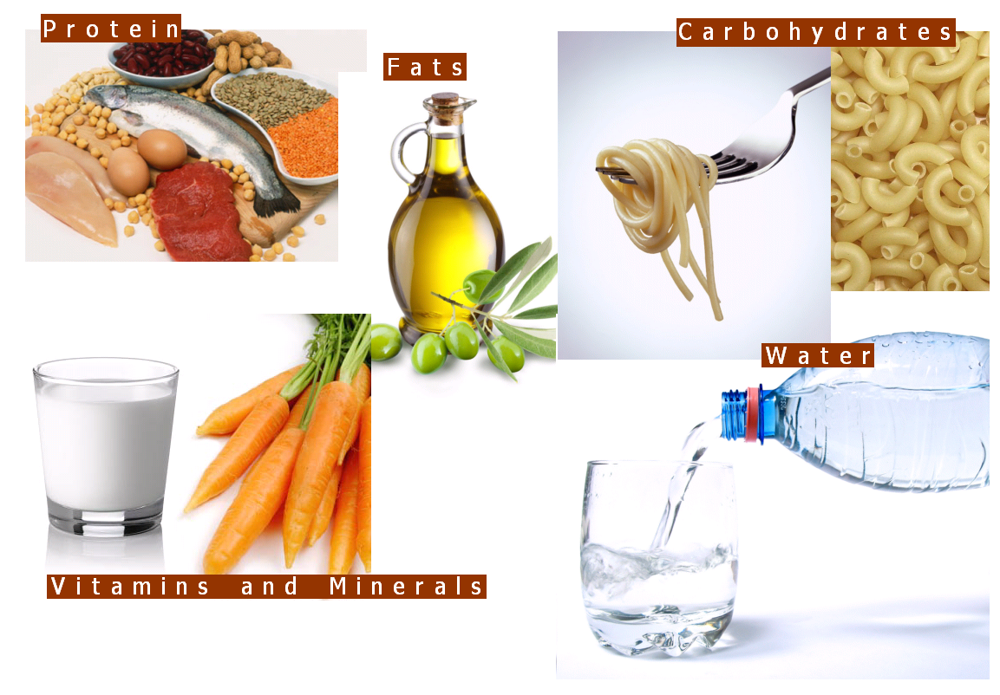 Protein
Fats
Carbohydrates
Water
Vitamins and Minerals